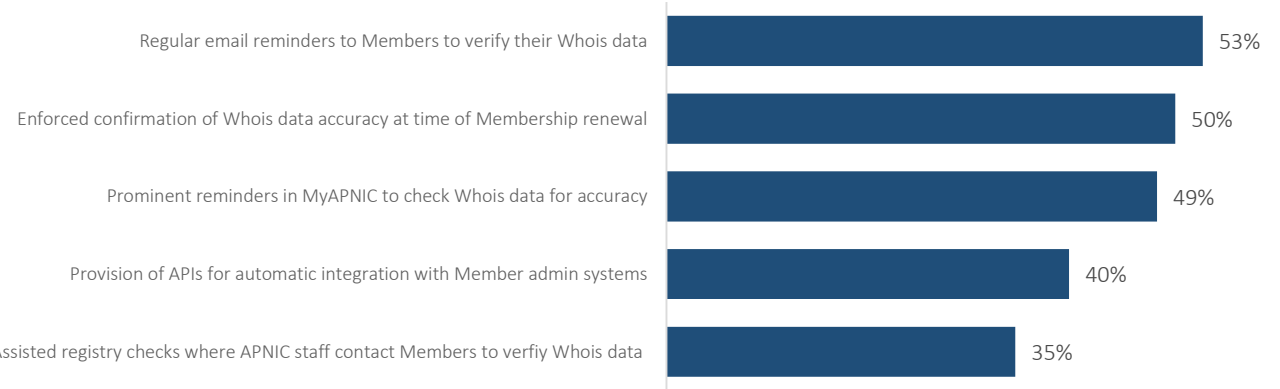 Regular email reminders to Members to verify their Whois data 53%
Enforced confirmation of Whois data accuracy at time of Membership renewal 50%
Prominent reminders in MyAPNIC to check Whois data for accuracy 49%
Provision of APIs for automatic integration with Member admin systems 40%
Assisted registry checks where APNIC staff contact Members to verfiy Whois data 35%